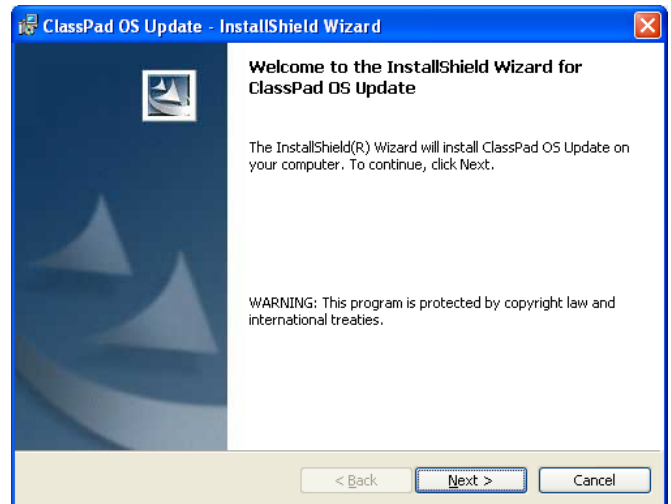 ClassPad OS Update - InstallShield Wizard
Welcome to the InstallShield Wizard for
ClassPad OS Update
The InstallShield(R) Wizard will install ClassPad OS Update on
your computer. To continue, click Next.
WARNING: This program is protected by copyright law and
international treaties.
< Back
Next >
Cancel